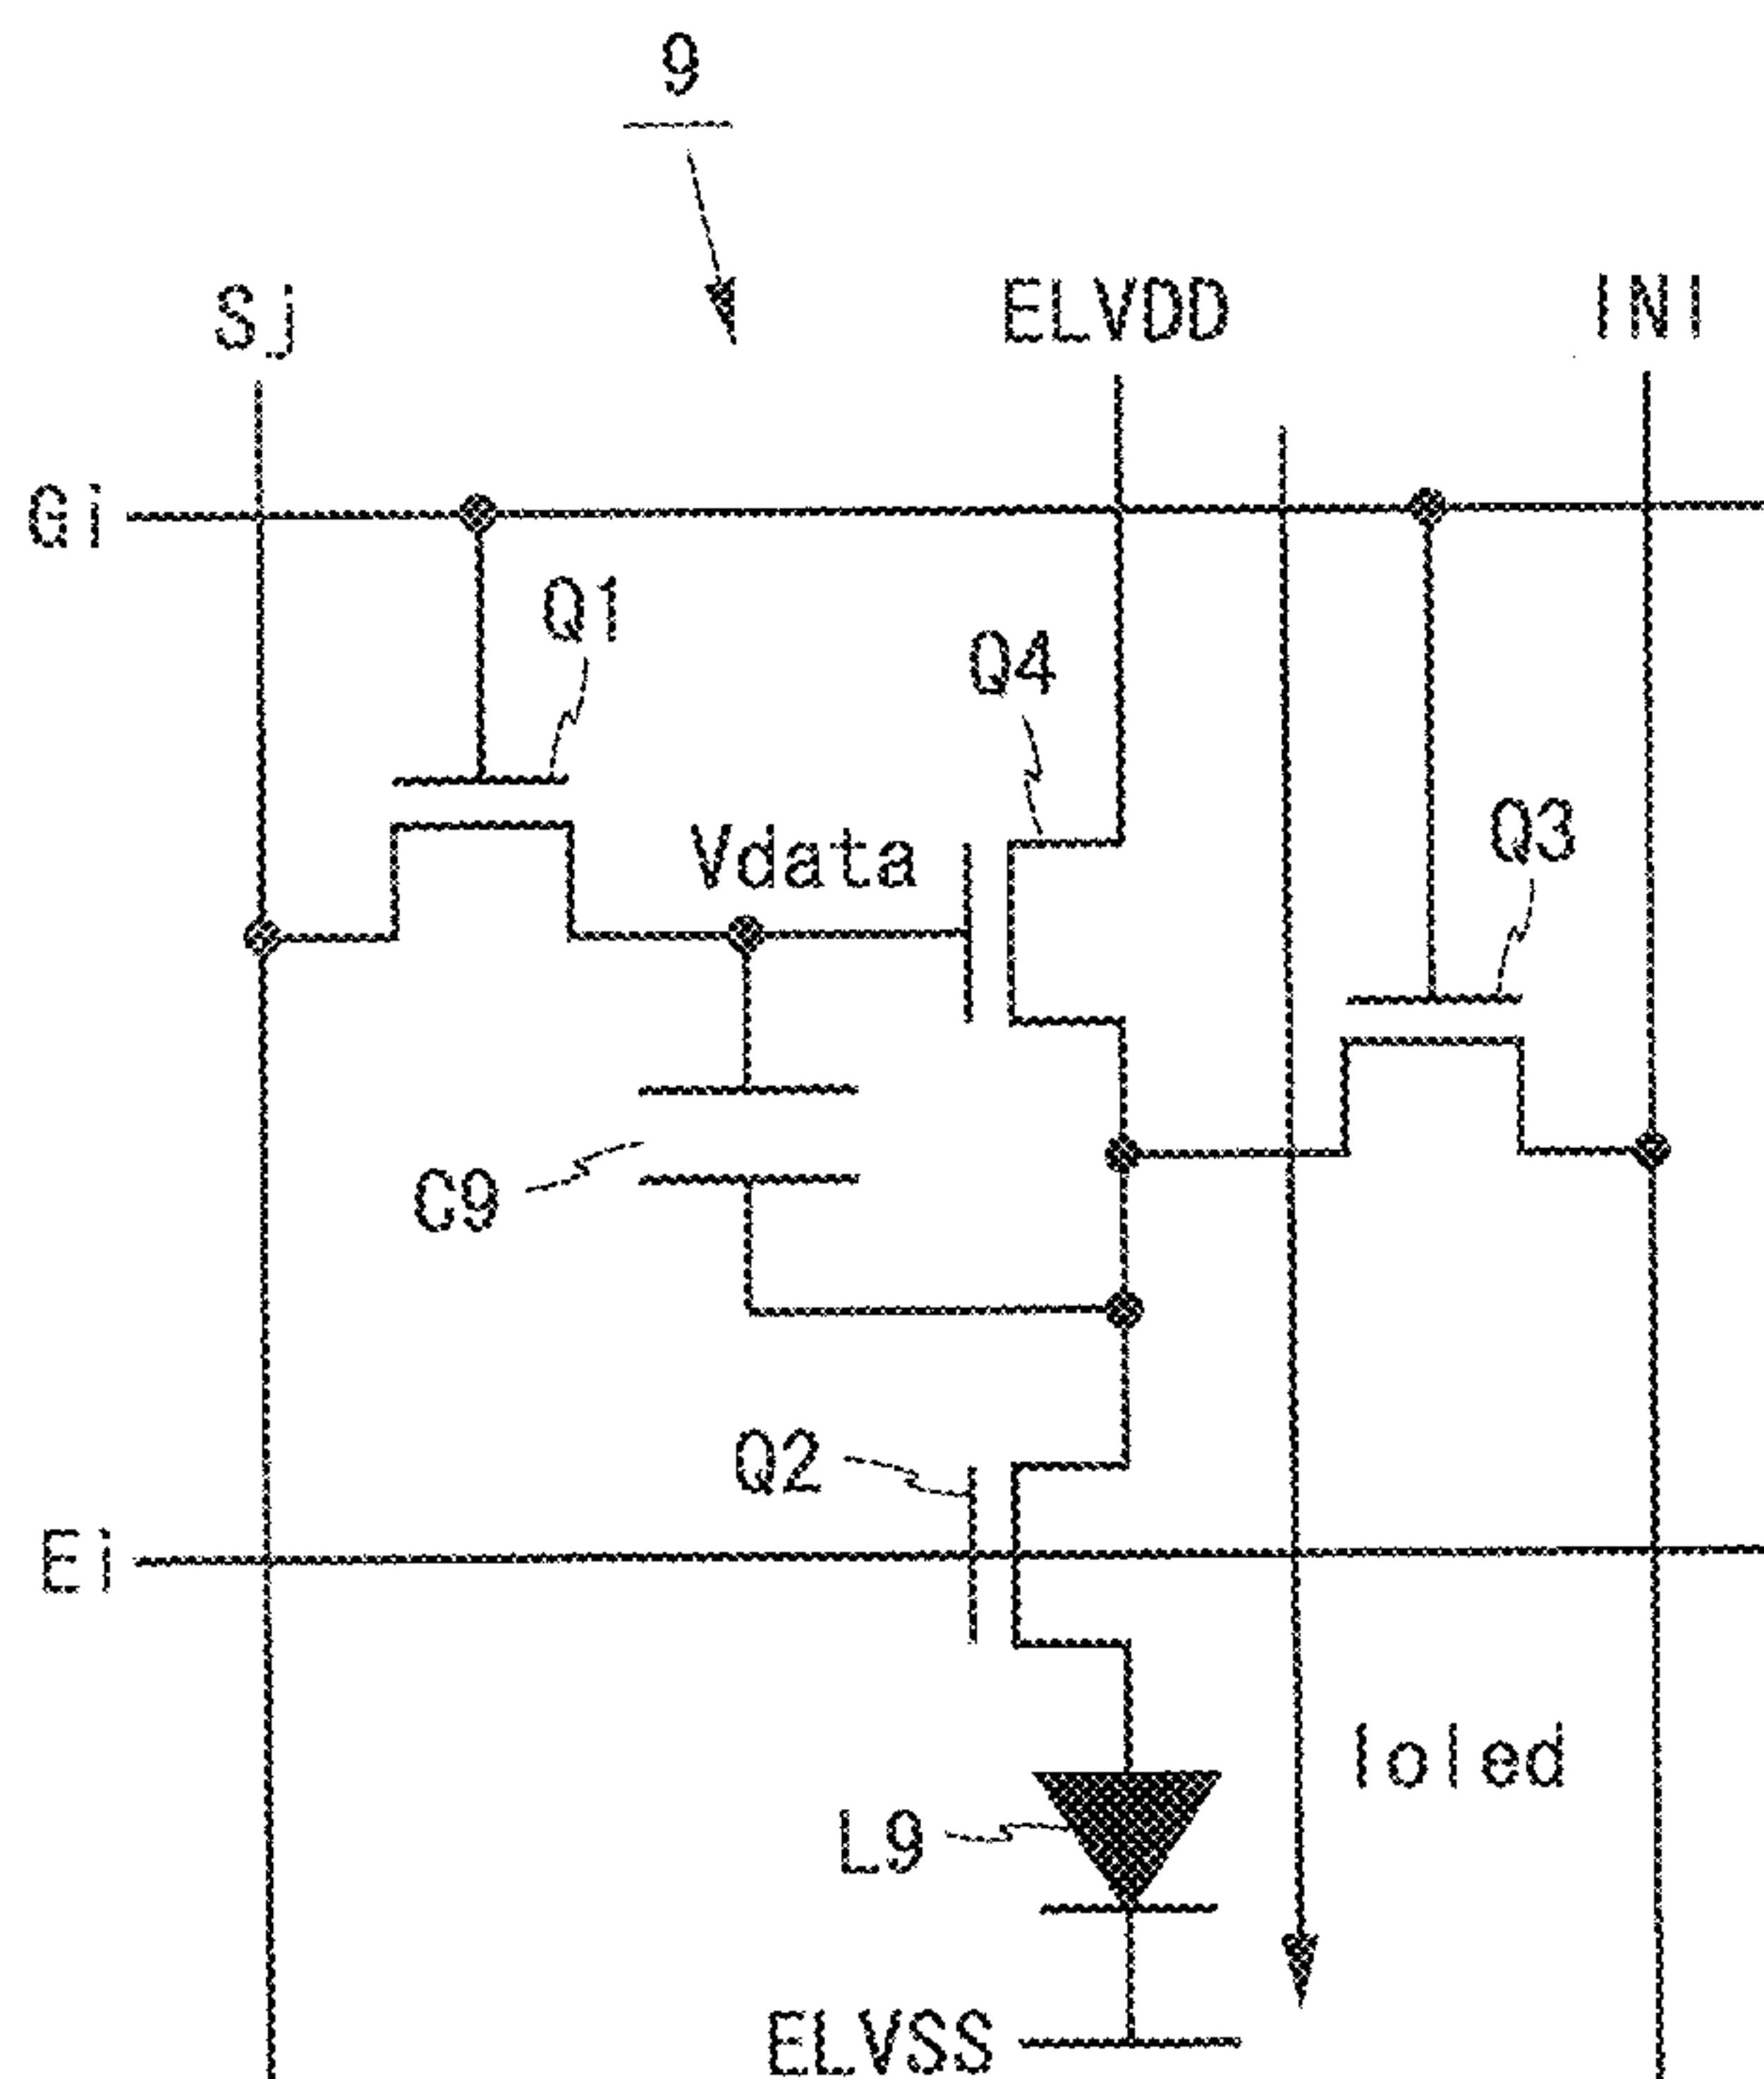 9
Sj
ELVDD
INI
Gi
Q1
Q4
Q3
Vdata
C9
Q2
Ei
Ioled
L9
ELVSS